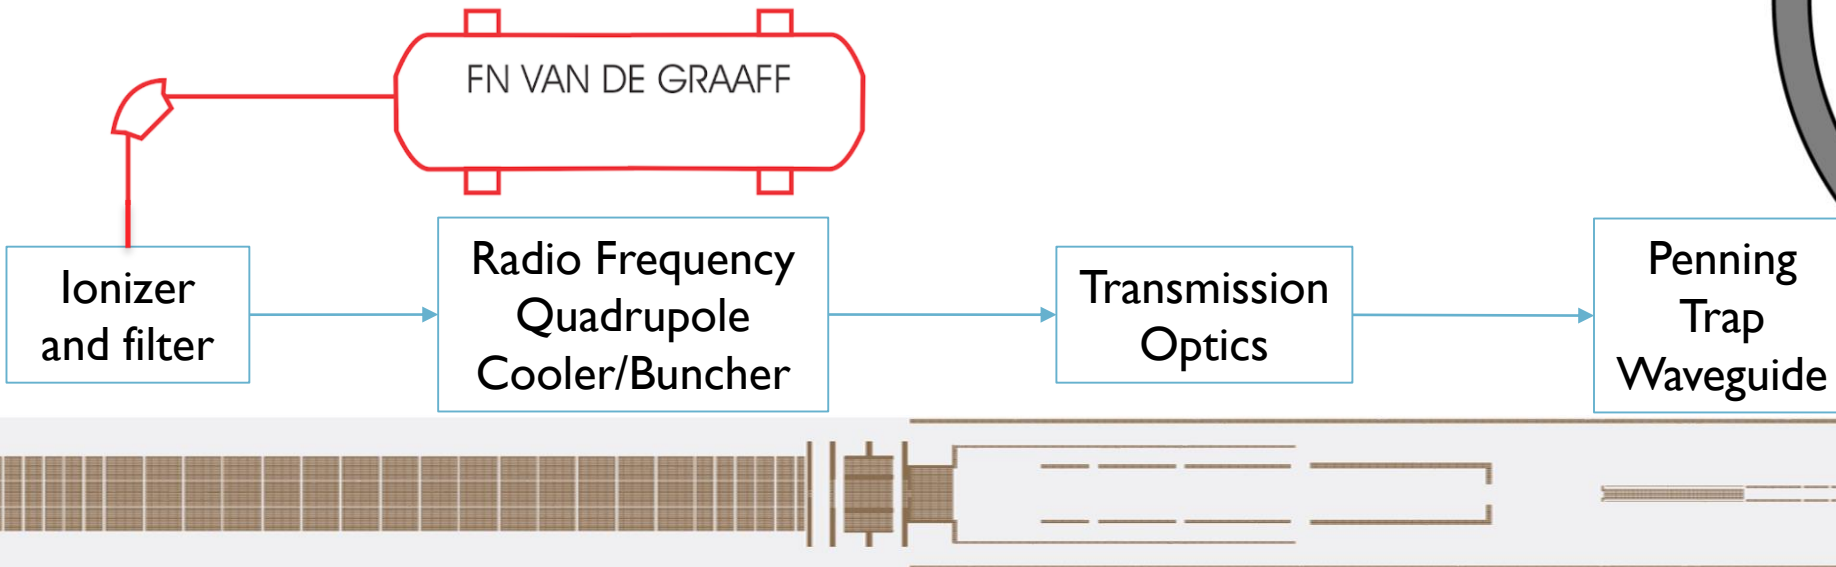 FN VAN DE GRAAFF
Ionizer
and filter
Radio Frequency
Quadrupole
Cooler/Buncher
Transmission
Optics
Penning
Trap
Waveguide